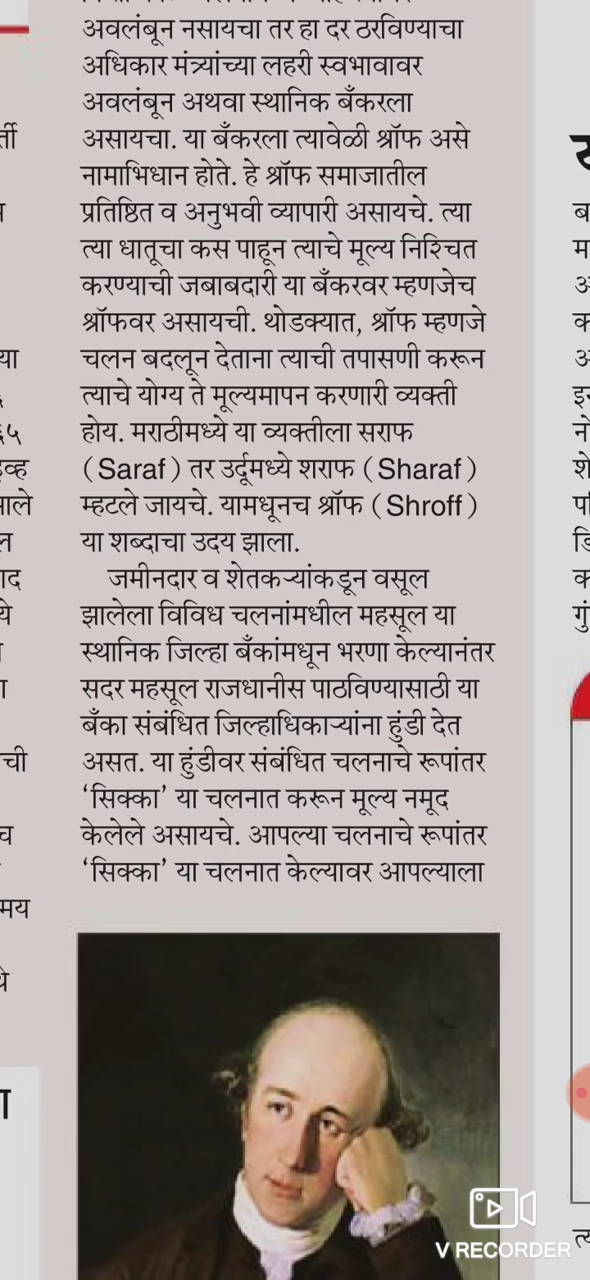 अवलंबून नसायचा तर हा दर ठरविण्याचा
अधिकार मंत्र्यांच्या लहरी स्वभावावर
अवलंबून अथवा स्थानिक बँकरला
असायचा. या बँकरला त्यावेळी श्रॉफ असे
नामाभिधान होते. हे श्रॉफ समाजातील
प्रतिष्ठित व अनुभवी व्यापारी असायचे. त्या
त्या धातूचा कस पाहून त्याचे मूल्य निश्चित
करण्याची जबाबदारी या बँकरवर म्हणजेच
श्रॉफवर असायची. थोडक्यात, श्रॉफ म्हणजे
चलन बदलून देताना त्याची तपासणी करून
त्याचे योग्य ते मूल्यमापन करणारी व्यक्ती
होय. मराठीमध्ये या व्यक्तीला सराफ
(Saraf) तर उर्दूमध्ये शराफ (Sharaf)
म्हटले जायचे. यामधूनच श्रॉफ (Shroff)
या शब्दाचा उदय झाला.
जमीनदार व शेतकऱ्यांकडून वसूल
झालेला विविध चलनांमधील महसूल या
स्थानिक जिल्हा बँकांमधून भरणा केल्यानंतर
सदर महसूल राजधानीस पाठविण्यासाठी या
बँका संबंधित जिल्हाधिकाऱ्यांना हुंडी देत
असत. या हुंडीवर संबंधित चलनाचे रूपांतर
‘सिक्का’ या चलनात करून मूल्य नमूद
केलेले असायचे. आपल्या चलनाचे रूपांतर
‘सिक्का’ या चलनात केल्यावर आपल्याला
V RECORDER